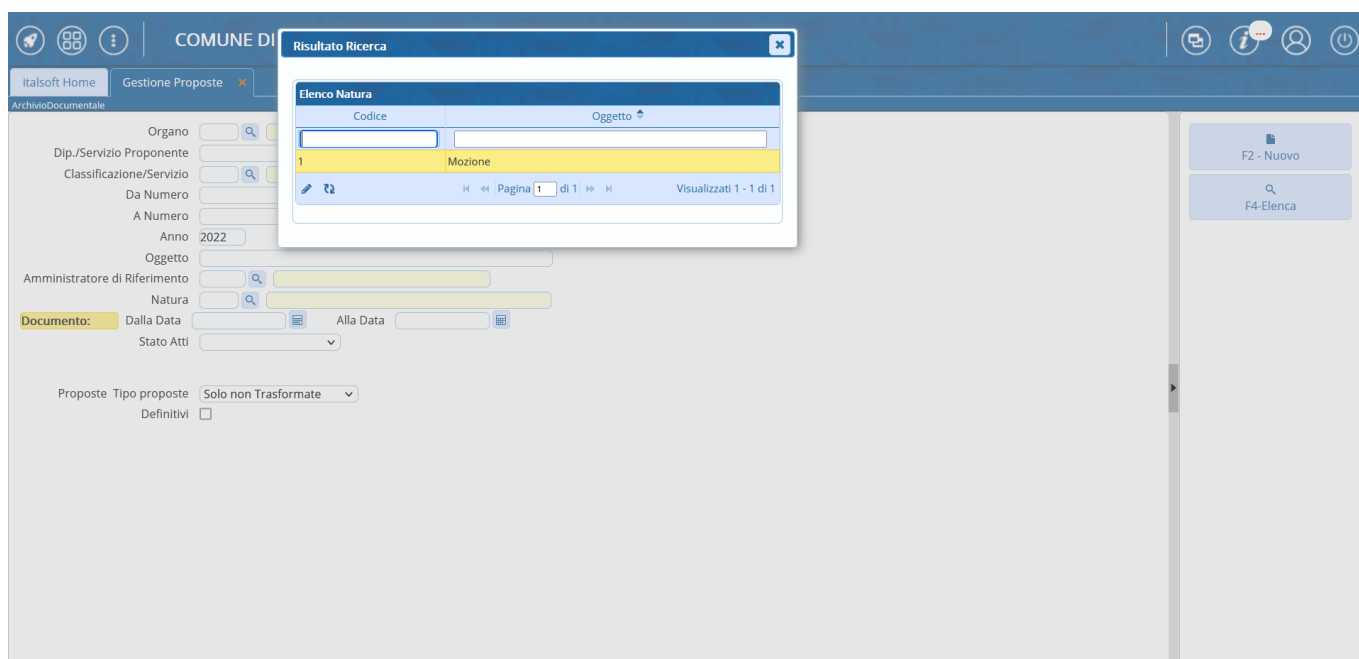 COMUNE DI
Risultato Ricerca
...
italsoft Home
Gestione Proposte
ArchivioDocumentale
Elenco Natura
Codice Oggetto
1 Mozione
Pagina 1 di 1 Visualizzati 1 - 1 di 1
Organo
Dip./Servizio Proponente
Classificazione/Servizio
Da Numero
A Numero
Anno 2022
Oggetto
Amministratore di Riferimento
Natura
Documento: Dalla Data Alla Data
Stato Atti
Proposte Tipo proposte Solo non Trasformate
Definitivi
F2 - Nuovo
F4-Elenca